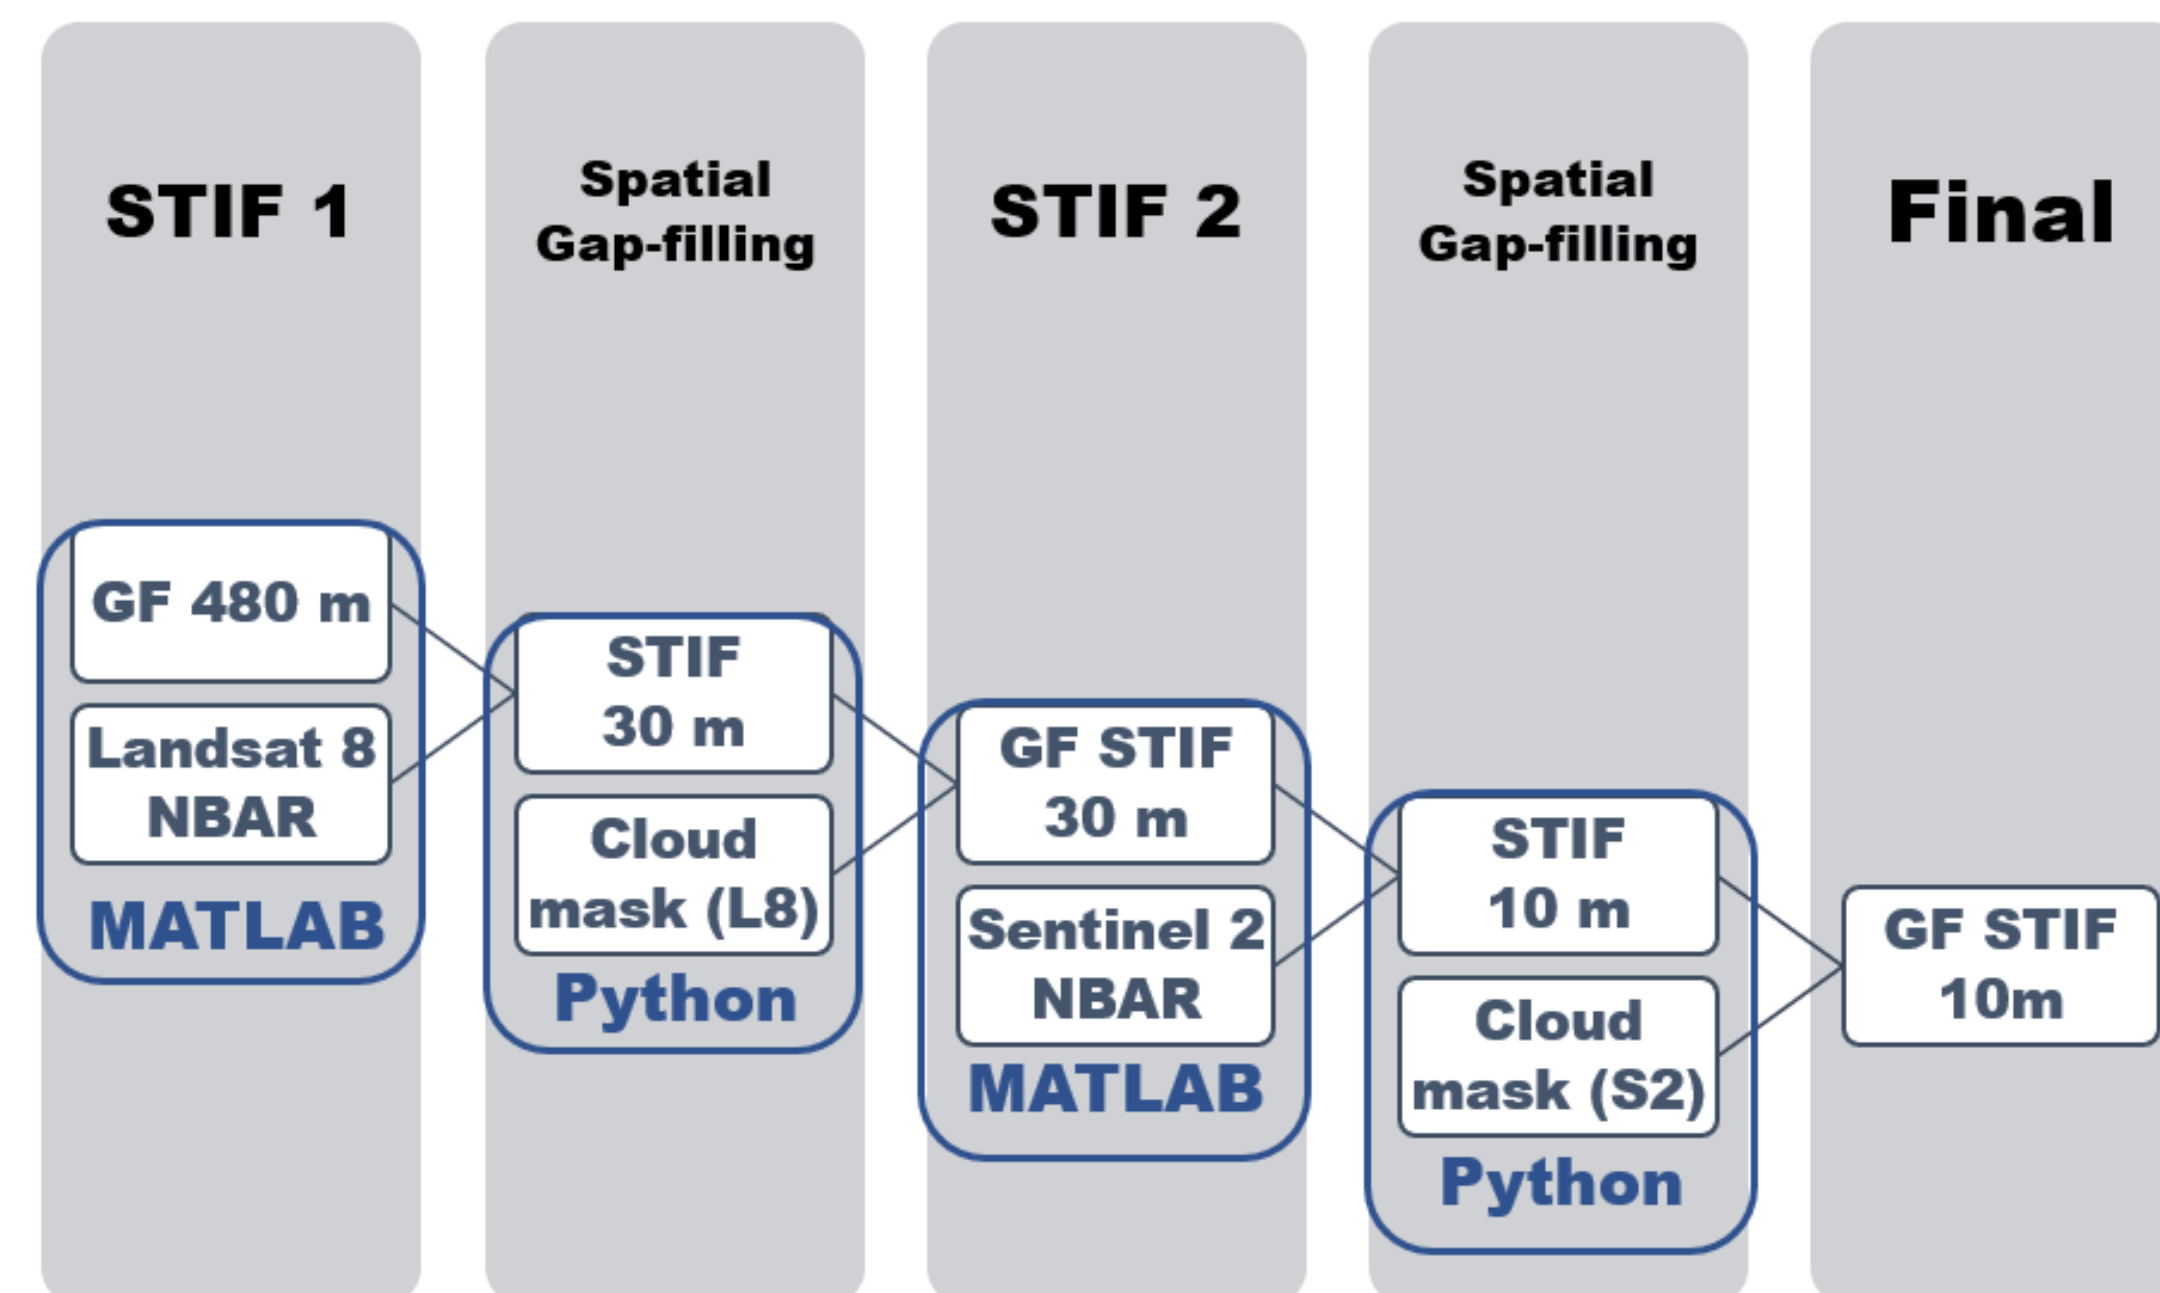 STIF 1
Spatial
Gap-filling
STIF 2
Spatial
Gap-filling
Final
GF 480 m
Landsat 8
NBAR
MATLAB
STIF
30 m
Cloud
mask (L8)
Python
GF STIF
30 m
Sentinel 2
NBAR
MATLAB
STIF
10 m
Cloud
mask (S2)
Python
GF STIF
10m